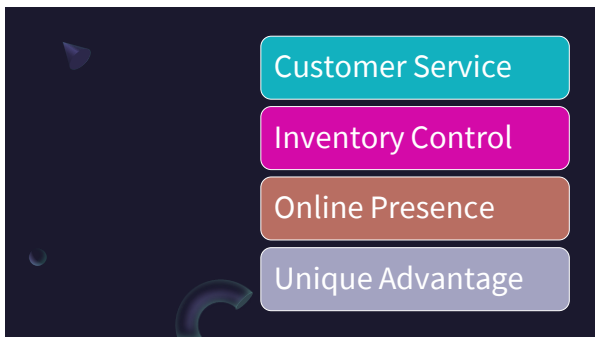 Customer Service
Inventory Control
Online Presence
Unique Advantage